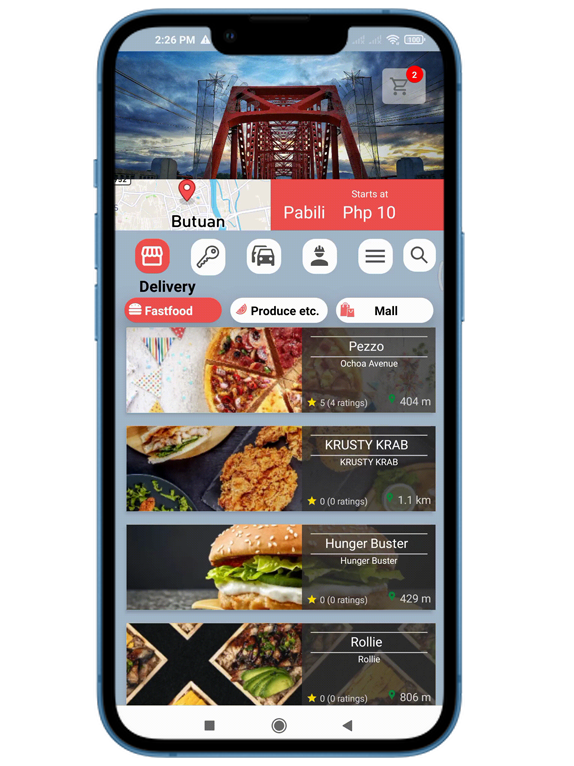 2:26 PM
100
2
32
Starts at
Butuan
Pabili Php 10
Delivery
Fastfood
Produce etc.
Mall
Pezzo
Ochoa Avenue
5 (4 ratings)
404 m
KRUSTY KRAB
KRUSTY KRAB
0 (0 ratings)
1.1 km
Hunger Buster
Hunger Buster
0 (0 ratings)
429 m
Rollie
Rollie
0 (0 ratings)
806 m